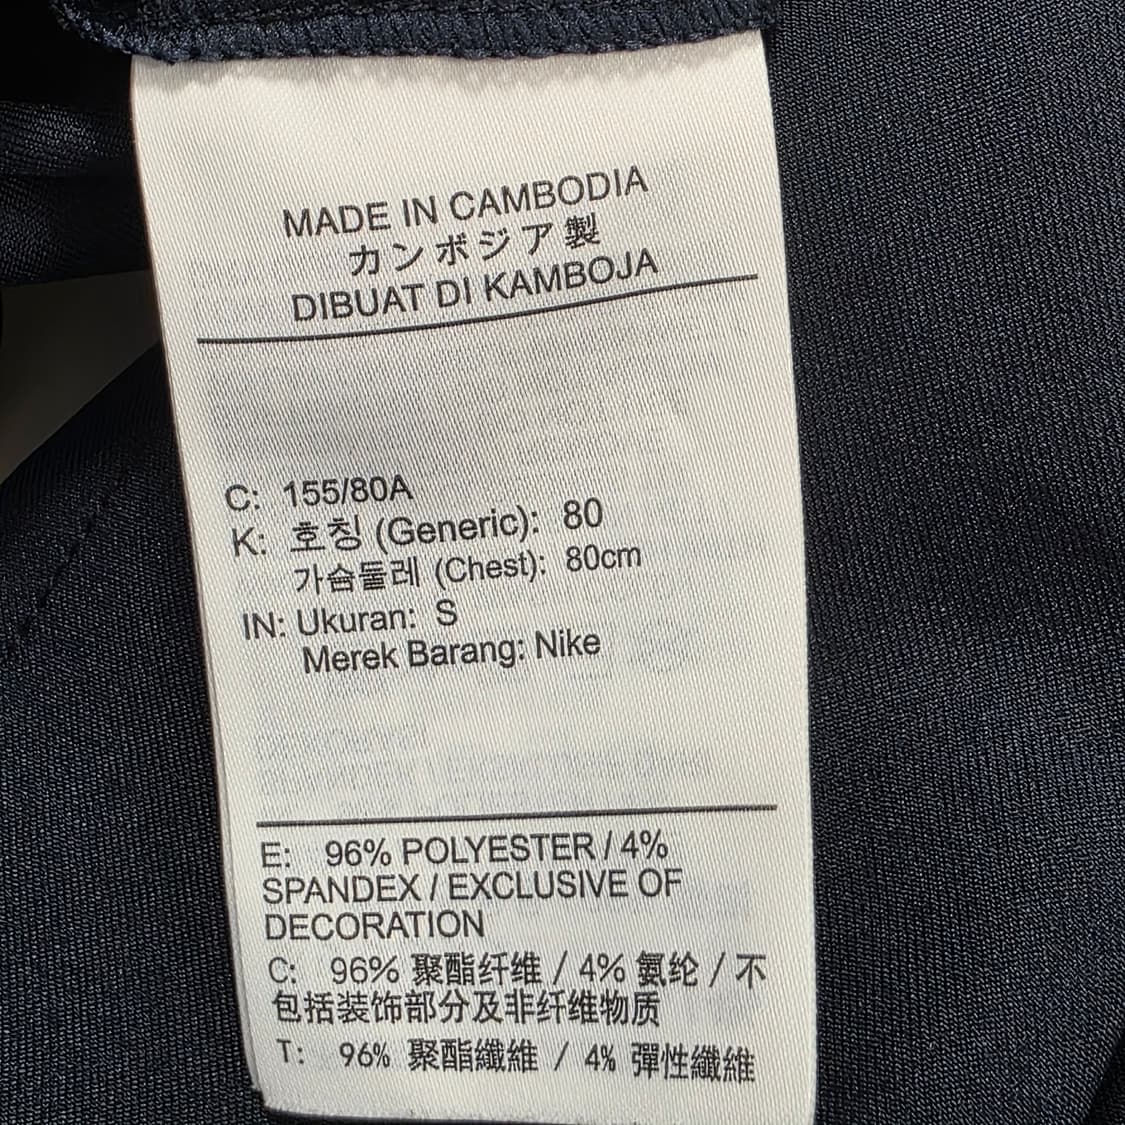 MADE IN CAMBODIA
カンボジア製
DIBUAT DI KAMBOJA
C: 155/80A
K: 호칭 (Generic): 80
가슴둘레 (Chest): 80cm
IN: Ukuran: S
Merek Barang: Nike
E: 96% POLYESTER / 4%
SPANDEX / EXCLUSIVE OF
DECORATION
C: 96% 聚酯纤维 / 4% 氨纶 / 不
包括装饰部分及非纤维物质
T: 96% 聚酯纖維 / 4% 彈性纖維